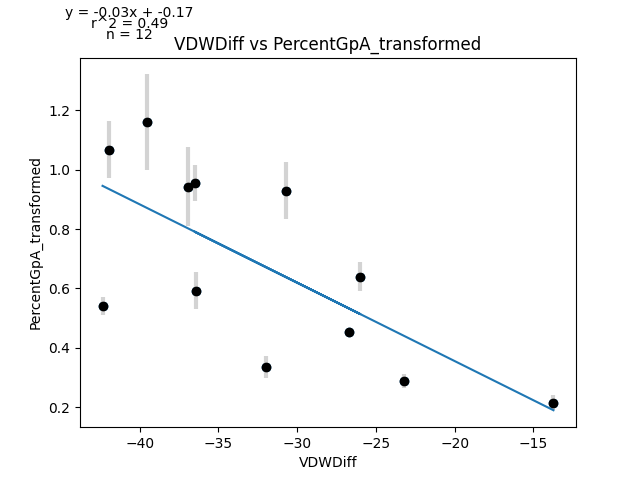 y = -0.03x + -0.17
r^2 = 0.49
n = 12
VDWDiff vs PercentGpA_transformed
1.2
1.0
0.8
0.6
0.4
0.2
PercentGpA_transformed
−40
−35
−30
−25
−20
−15
VDWDiff